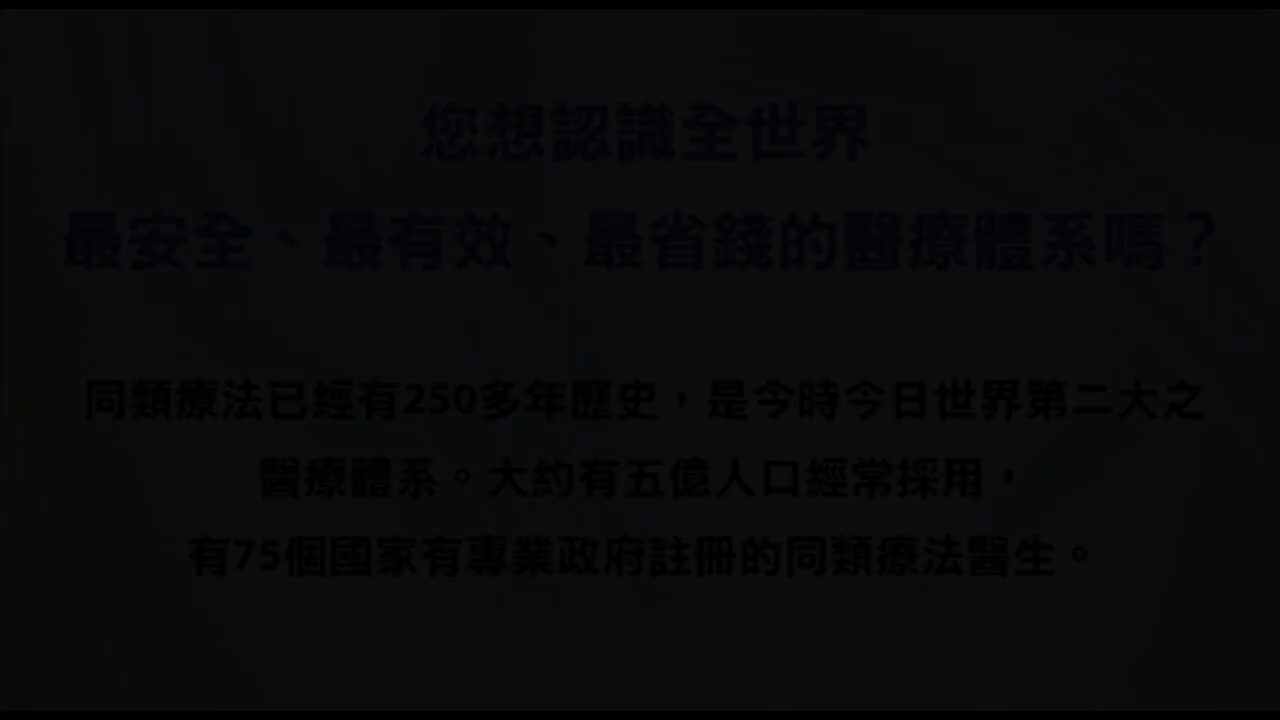 您想認識全世界
最安全、最有效、最省錢的醫療體系嗎？
同類療法已經有250多年歷史，是今時今日世界第二大之
醫療體系。大約有五億人口經常採用，
有75個國家有專業政府註冊的同類療法醫生。